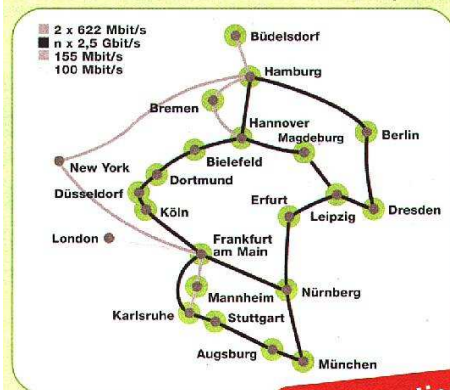 2 x 622 Mbit/s
n x 2,5 Gbit/s
155 Mbit/s
100 Mbit/s
Büdelsdorf
Hamburg
Bremen
Hannover
Magdeburg
Berlin
Bielefeld
New York
Dortmund
Düsseldorf
Erfurt
Leipzig
Dresden
Köln
London
Frankfurt
am Main
Mannheim
Nürnberg
Karlsruhe
Stuttgart
Augsburg
München